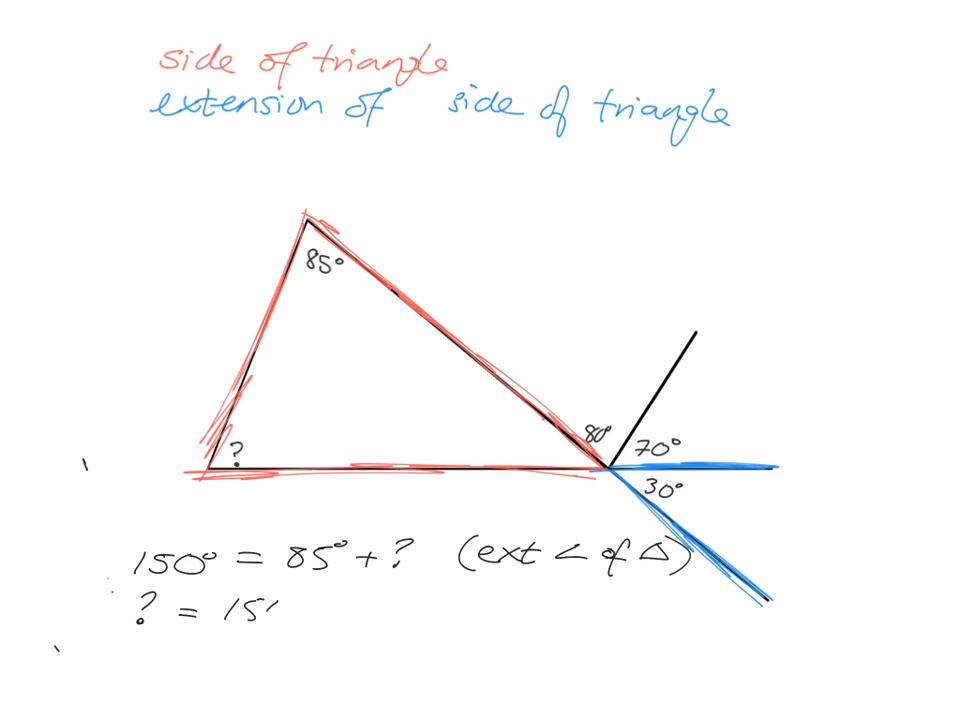 side of triangle
extension of side of triangle
85°
80°
?
70°
30°
150° = 85° + ? (ext ∠ of △)
? = 15